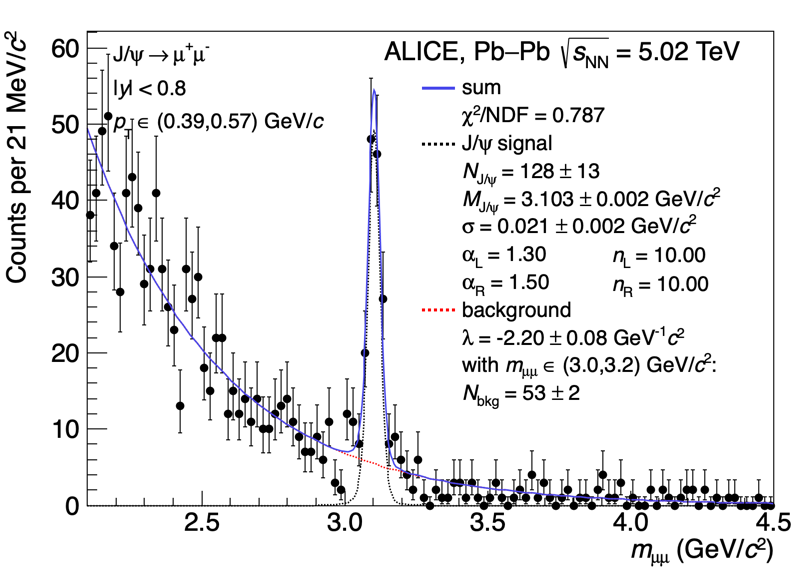 ALICE, Pb–Pb √sNN = 5.02 TeV
J/ψ → μ⁺μ⁻
|y| < 0.8
pT ∈ (0.39,0.57) GeV/c
sum
χ²/NDF = 0.787
J/ψ signal
NJ/ψ = 128 ± 13
MJ/ψ = 3.103 ± 0.002 GeV/c²
σ = 0.021 ± 0.002 GeV/c²
αL = 1.30 nL = 10.00
αR = 1.50 nR = 10.00
background
λ = -2.20 ± 0.08 GeV⁻¹c²
with mμμ ∈ (3.0,3.2) GeV/c²:
Nbkg = 53 ± 2
Counts per 21 MeV/c²
60
50
40
30
20
10
0
2.5 3.0 3.5 4.0 4.5
mμμ (GeV/c²)